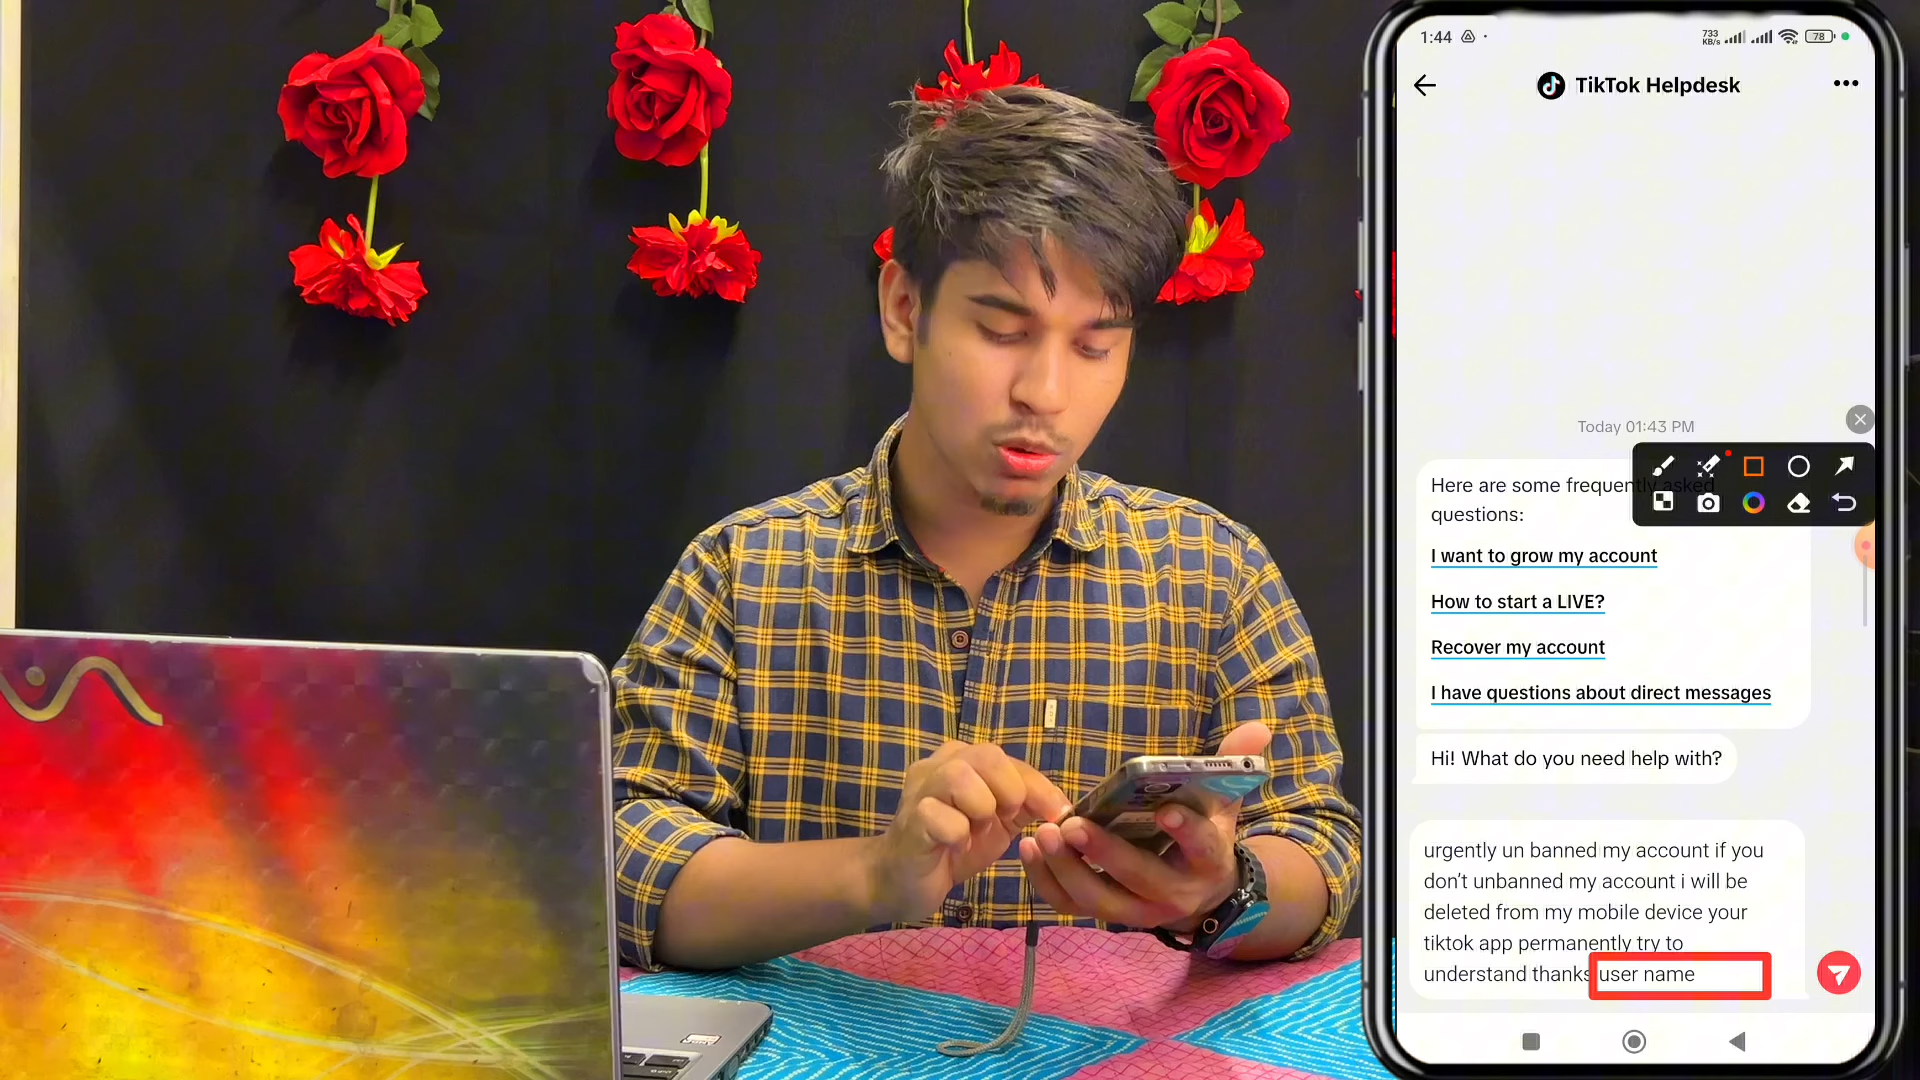 1:44
733
KB/s
78
TikTok Helpdesk
Today 01:43 PM
Here are some frequently asked
questions:
I want to grow my account
How to start a LIVE?
Recover my account
I have questions about direct messages
Hi! What do you need help with?
urgently un banned my account if you
don't unbanned my account i will be
deleted from my mobile device your
tiktok app permanently try to
understand thanks user name